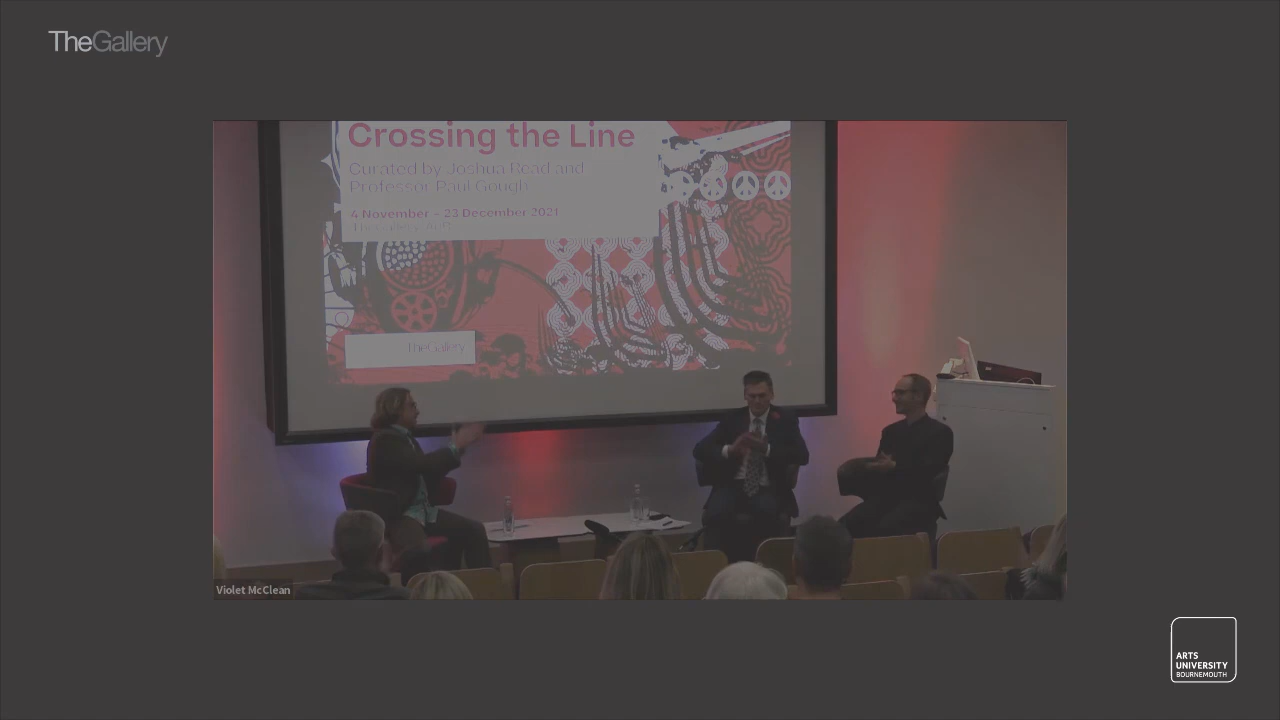 TheGallery
Crossing the Line
Curated by Joshua Read and
Professor Paul Gough
4 November – 23 December 2021
TheGallery
Violet McClean
ARTS
UNIVERSITY
BOURNEMOUTH